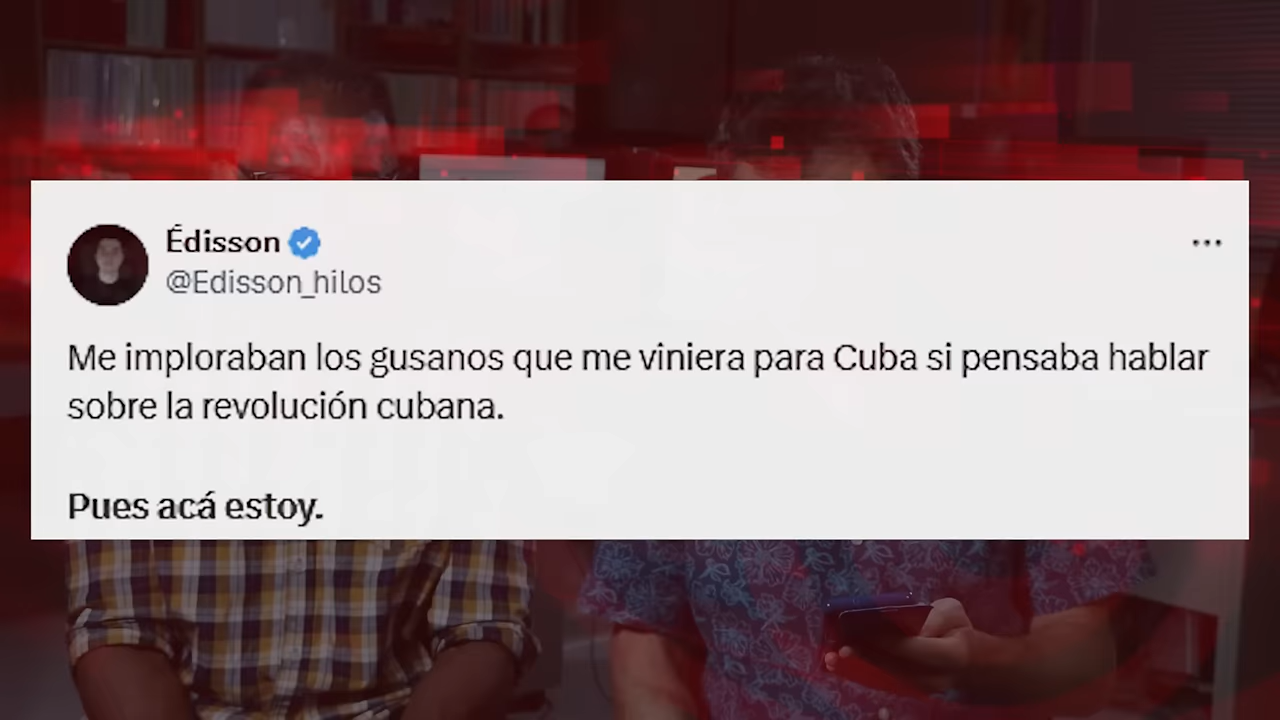 Édisson
@Edisson_hilos
Me imploraban los gusanos que me viniera para Cuba si pensaba hablar
sobre la revolución cubana.
Pues acá estoy.